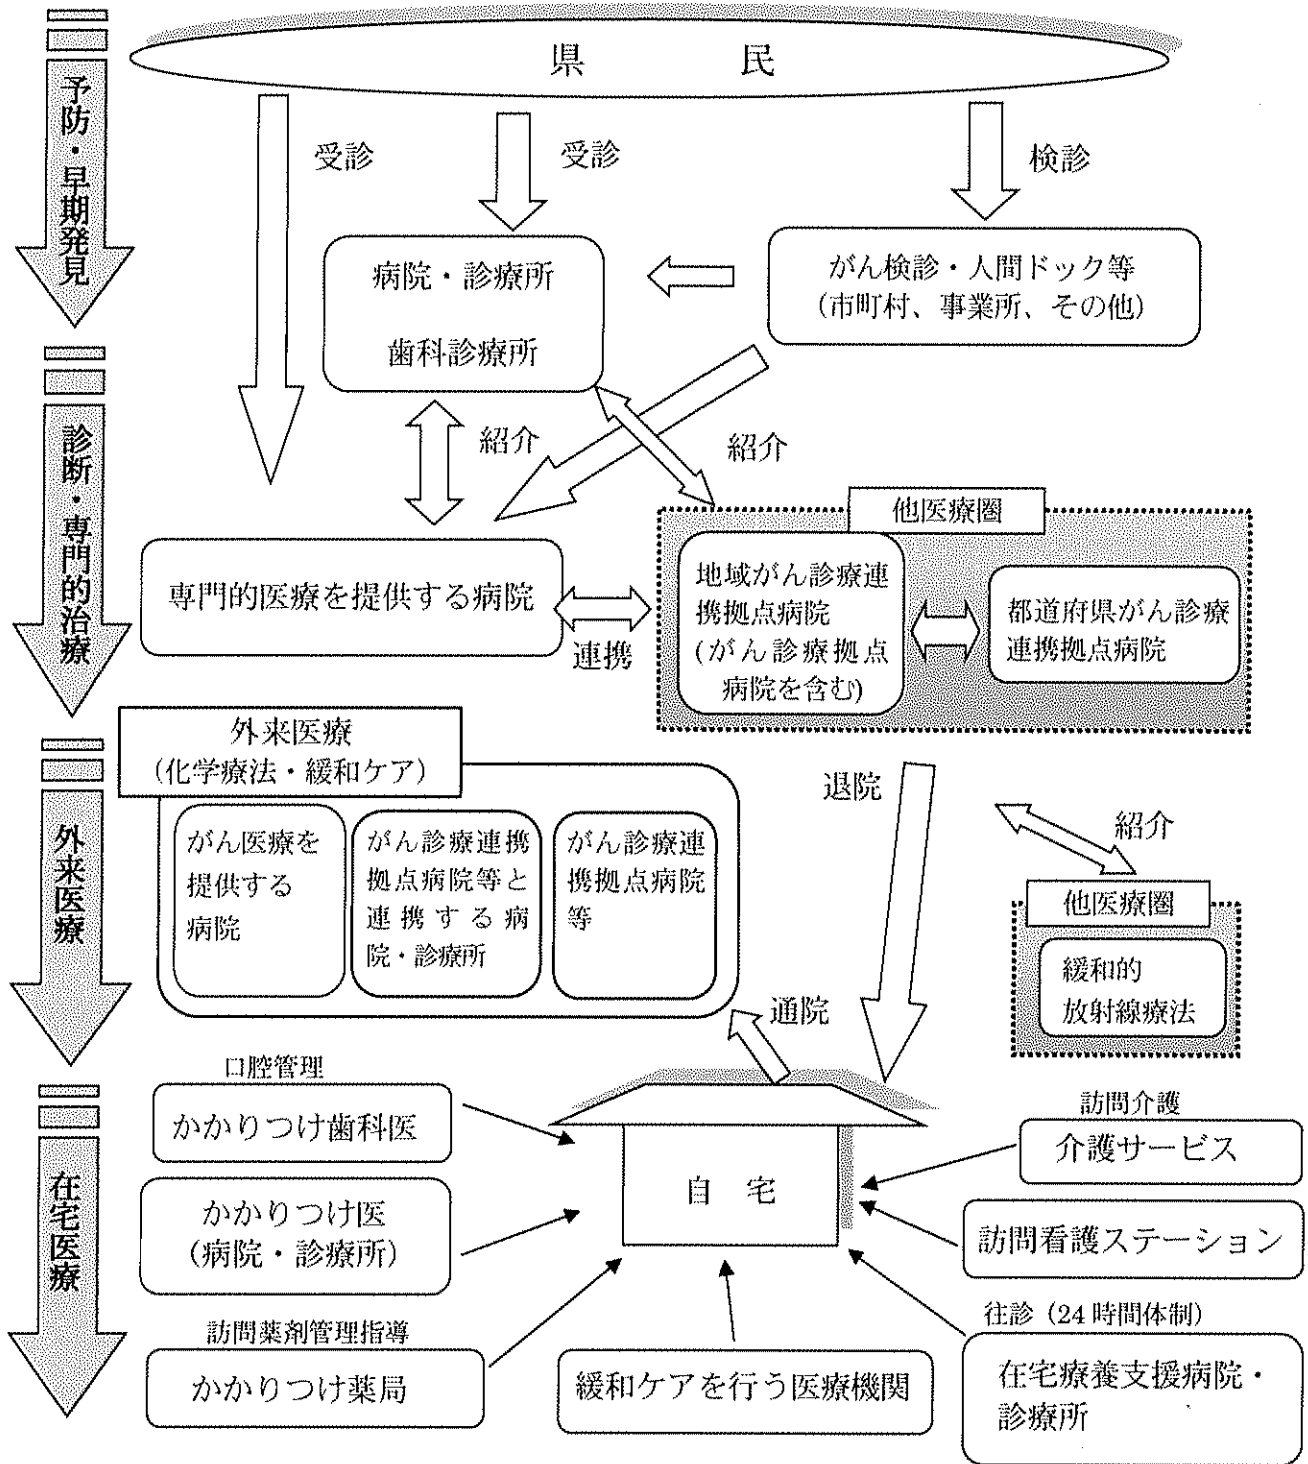 県　民
予防・早期発見
受診
受診
検診
病院・診療所
歯科診療所
がん検診・人間ドック等
(市町村、事業所、その他)
診断・専門的治療
紹介
紹介
他医療圏
専門的医療を提供する病院
連携
地域がん診療連
携拠点病院
(がん診療拠点
病院を含む)
都道府県がん診療
連携拠点病院
外来医療
外来医療
(化学療法・緩和ケア)
がん医療を
提供する
病院
がん診療連携
拠点病院等と
連携する病
院・診療所
がん診療連
携拠点病院
等
退院
紹介
他医療圏
緩和的
放射線療法
通院
在宅医療
口腔管理
かかりつけ歯科医
かかりつけ医
(病院・診療所)
訪問薬剤管理指導
かかりつけ薬局
自　宅
緩和ケアを行う医療機関
訪問介護
介護サービス
訪問看護ステーション
往診（24時間体制）
在宅療養支援病院・
診療所